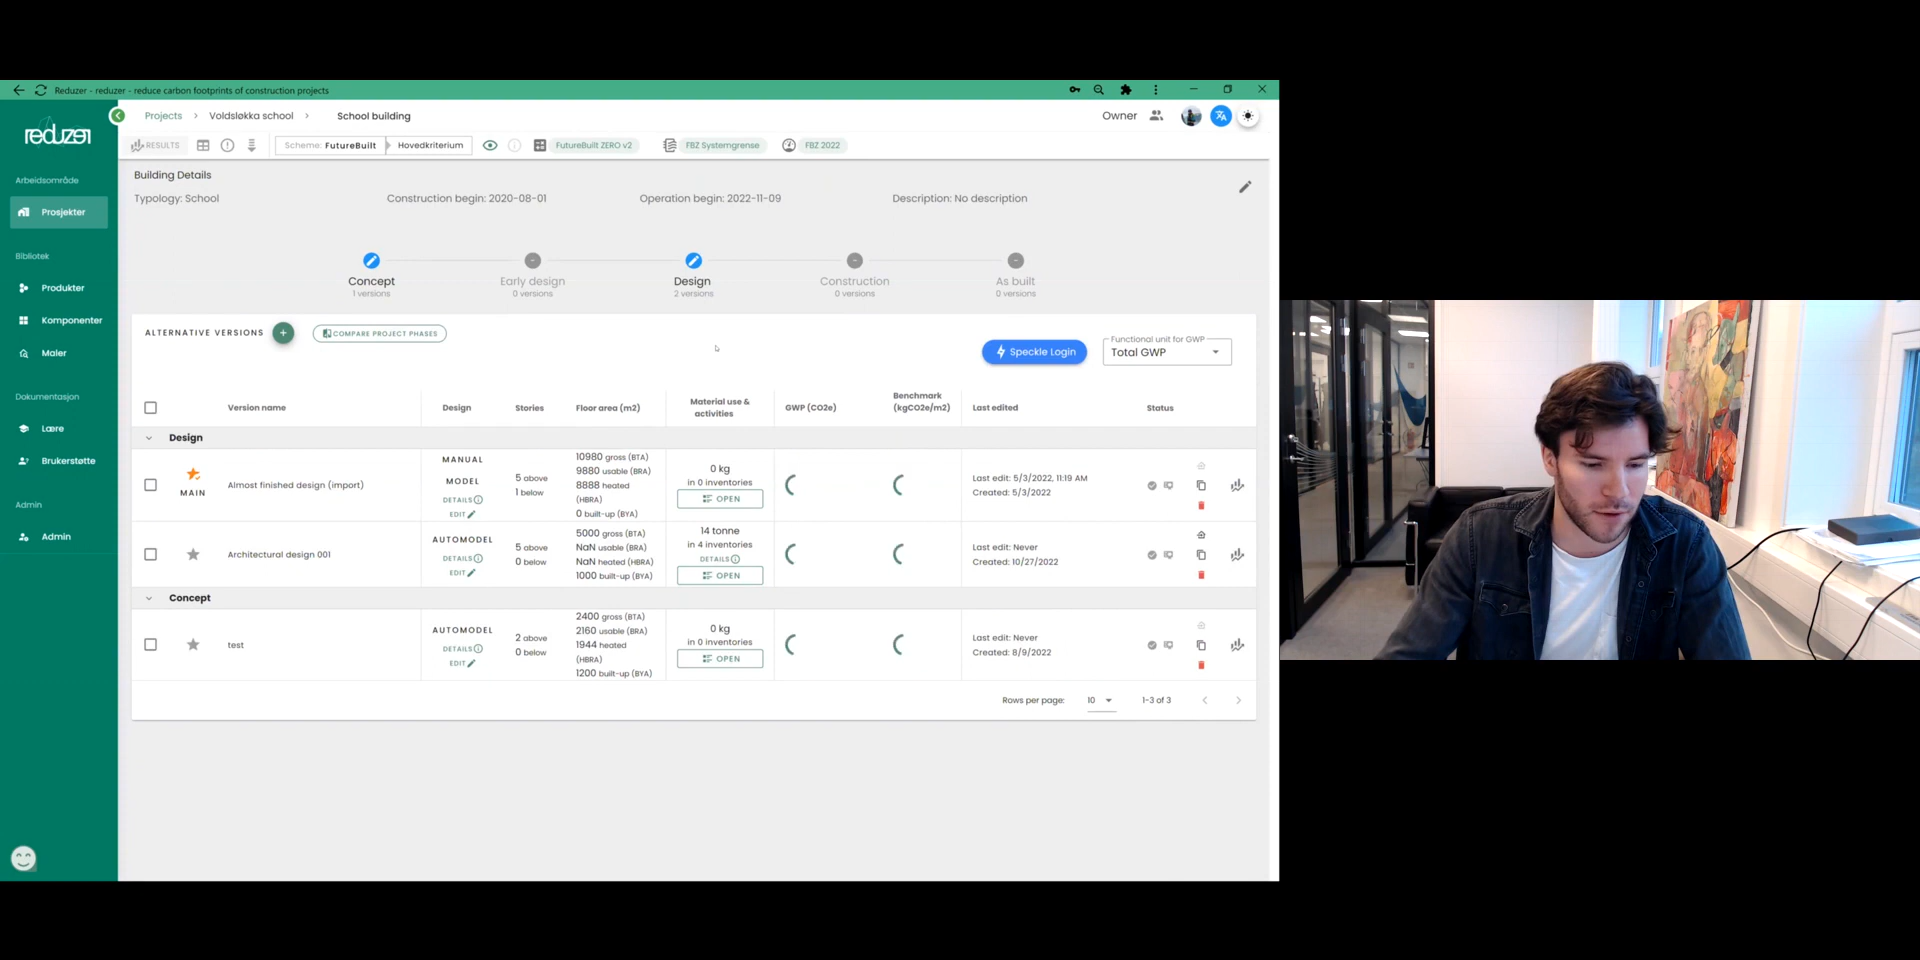 Reduzer - reduzer - reduce carbon footprints of construction projects
reduzer
Projects > Voldsløkka school > School building
Owner
RESULTS
Scheme: FutureBuilt
Hovedkriterium
FutureBuilt ZERO v2
FBZ Systemgrense
FBZ 2022
Arbeidsområde
Prosjekter
Bibliotek
Produkter
Komponenter
Maler
Dokumentasjon
Lære
Brukerstøtte
Admin
Admin
Building Details
Typology: School
Construction begin: 2020-08-01
Operation begin: 2022-11-09
Description: No description
Concept
1 versions
Early design
0 versions
Design
2 versions
Construction
0 versions
As built
0 versions
ALTERNATIVE VERSIONS
+
COMPARE PROJECT PHASES
Speckle Login
Functional unit for GWP
Total GWP
Version name
Design
Stories
Floor area (m2)
Material use &
activities
GWP (CO2e)
Benchmark
(kgCO2e/m2)
Last edited
Status
Design
MAIN
Almost finished design (import)
MANUAL
MODEL
DETAILS
EDIT
5 above
1 below
10980 gross (BTA)
9880 usable (BRA)
8888 heated
(HBRA)
0 built-up (BYA)
0 kg
in 0 inventories
OPEN
Last edit: 5/3/2022, 11:19 AM
Created: 5/3/2022
Architectural design 001
AUTOMODEL
DETAILS
EDIT
5 above
0 below
5000 gross (BTA)
NaN usable (BRA)
NaN heated (HBRA)
1000 built-up (BYA)
14 tonne
in 4 inventories
DETAILS
OPEN
Last edit: Never
Created: 10/27/2022
Concept
test
AUTOMODEL
DETAILS
EDIT
2 above
0 below
2400 gross (BTA)
2160 usable (BRA)
1944 heated
(HBRA)
1200 built-up (BYA)
0 kg
in 0 inventories
OPEN
Last edit: Never
Created: 8/9/2022
Rows per page:
10
1-3 of 3